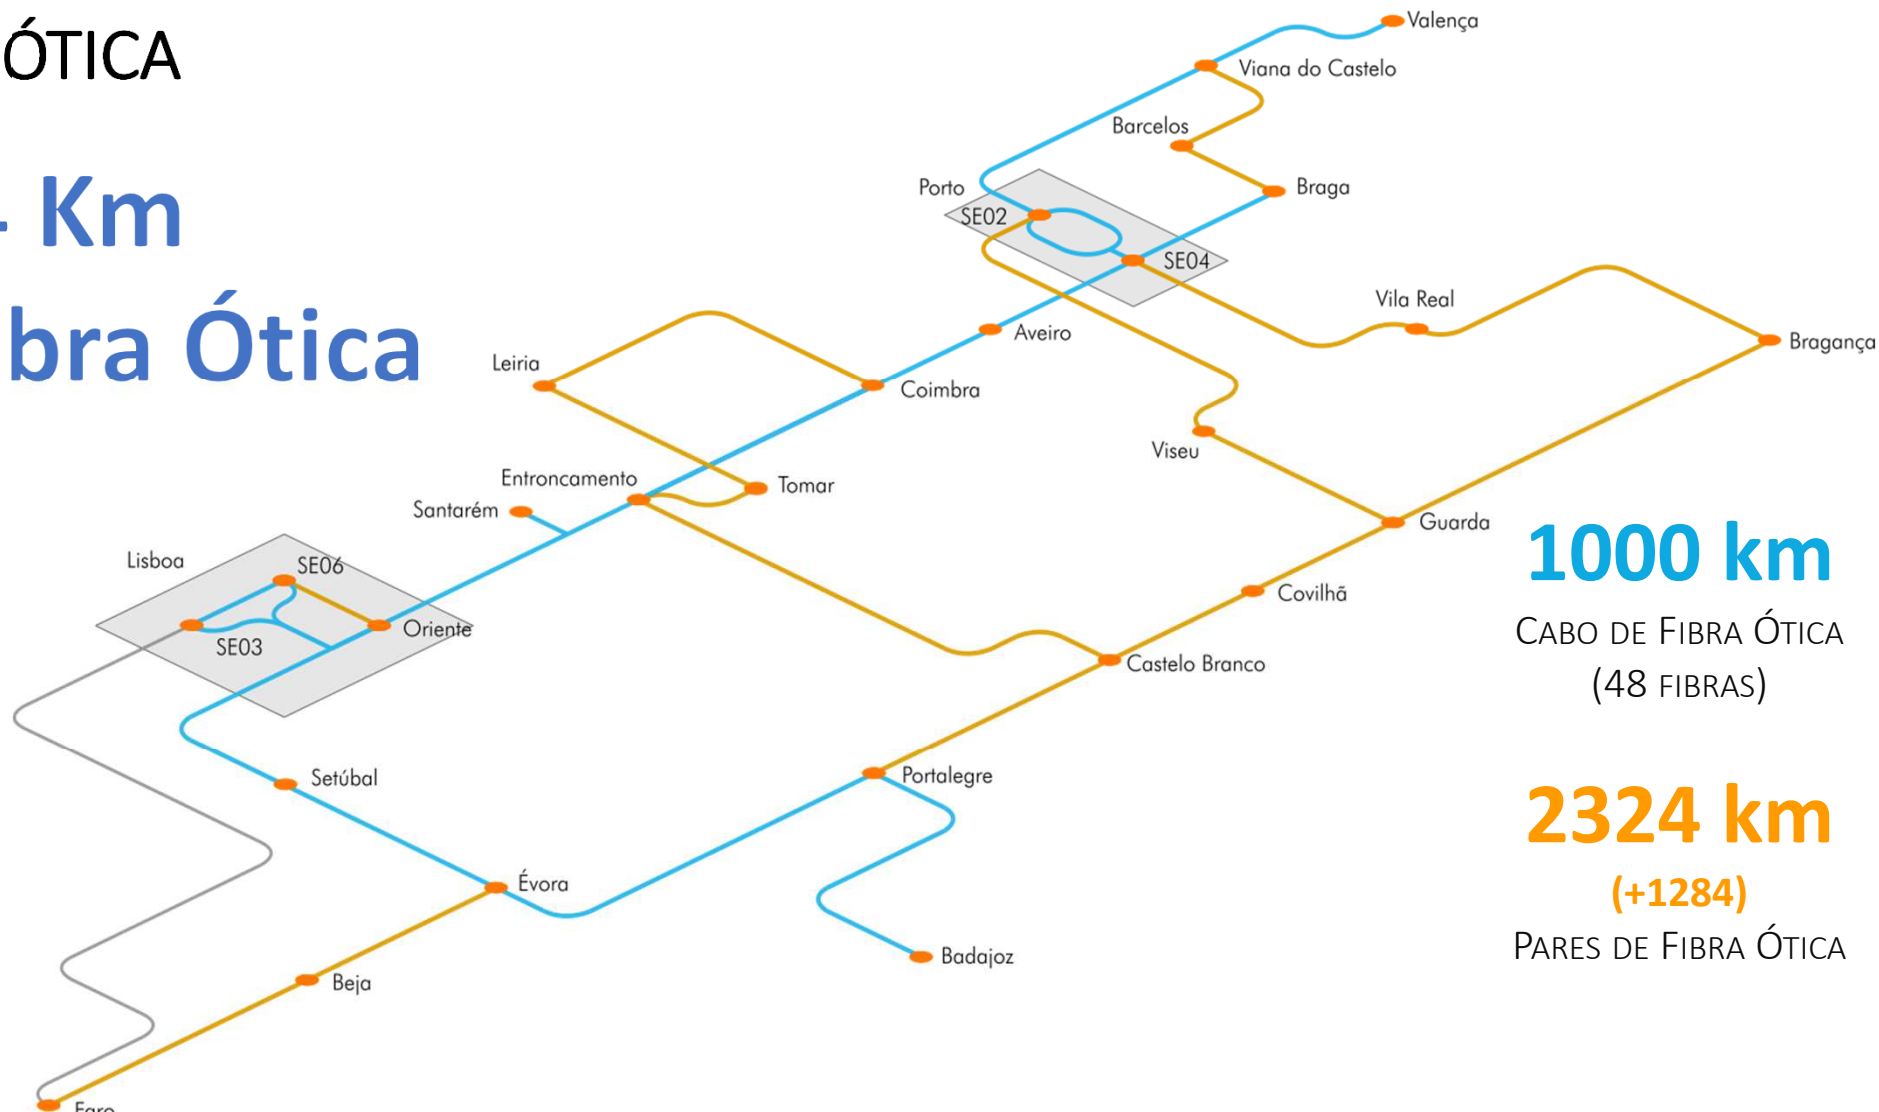 ÓTICA
Km
bra Ótica
Valença
Viana do Castelo
Barcelos
Braga
Porto
SE02
SE04
Vila Real
Bragança
Aveiro
Leiria
Coimbra
Viseu
Entroncamento
Tomar
Santarém
Guarda
Lisboa
SE06
Covilhã
SE03
Oriente
Castelo Branco
Setúbal
Portalegre
Évora
Badajoz
Beja
1000 km
CABO DE FIBRA ÓTICA
(48 FIBRAS)
2324 km
(+1284)
PARES DE FIBRA ÓTICA